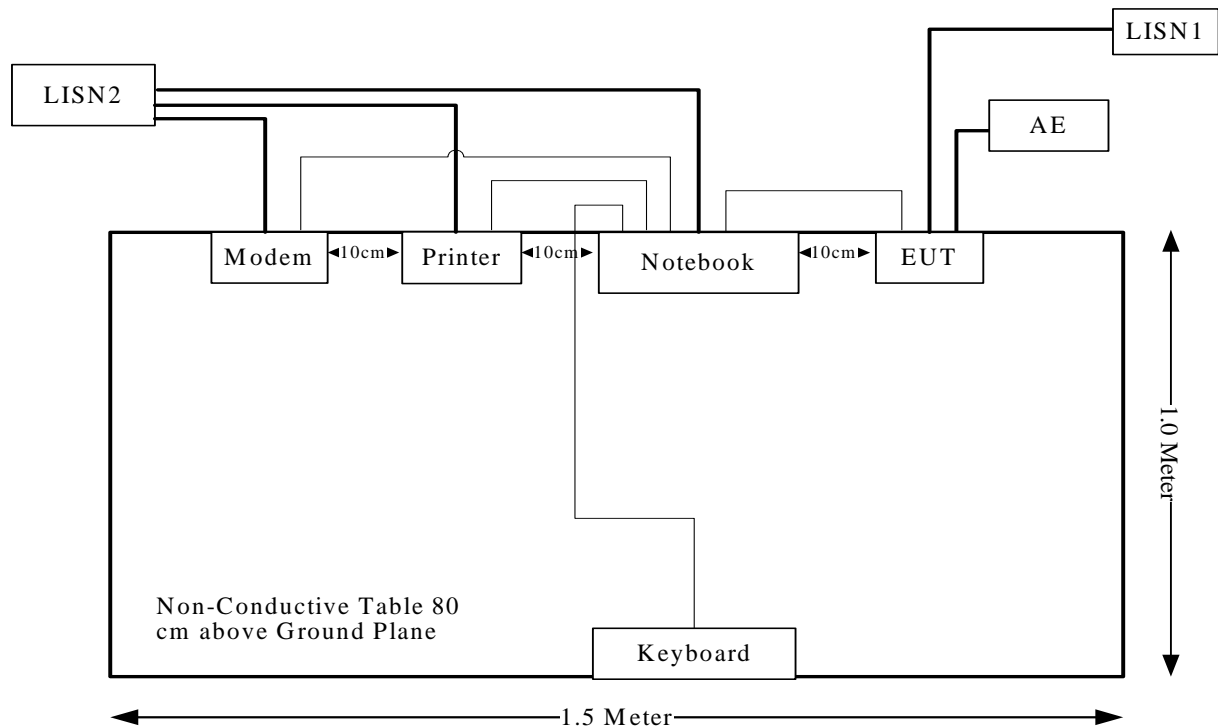 LISN1
LISN2
AE
Modem
10cm
Printer
10cm
Notebook
10cm
EUT
1.0 Meter
Non-Conductive Table 80
cm above Ground Plane
Keyboard
1.5 Meter